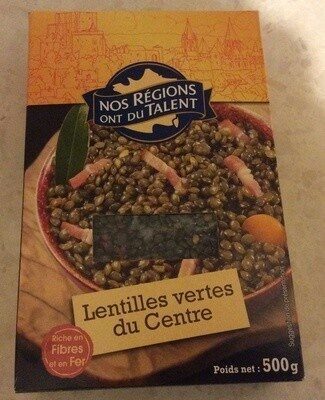 NOS RÉGIONS
ONT DU TALENT
Lentilles vertes
du Centre
Riche en
Fibres
et en Fer
Poids net : 500g